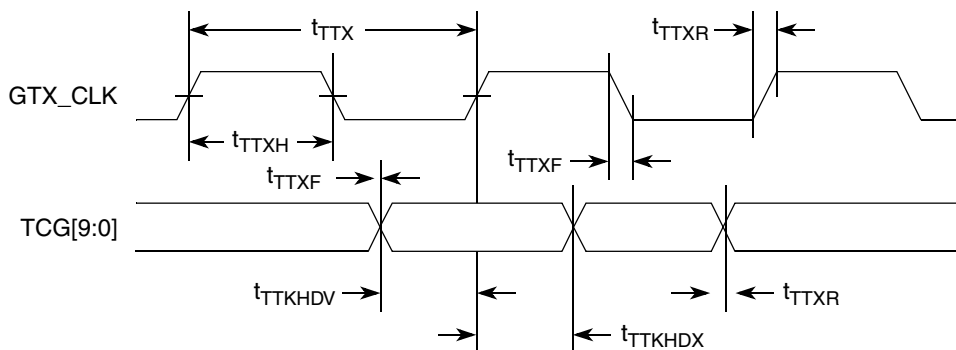 tTTX
tTTXR
GTX_CLK
tTTXH
tTTXF
tTTXF
TCG[9:0]
tTTKHDV
tTTXR
tTTKHDX